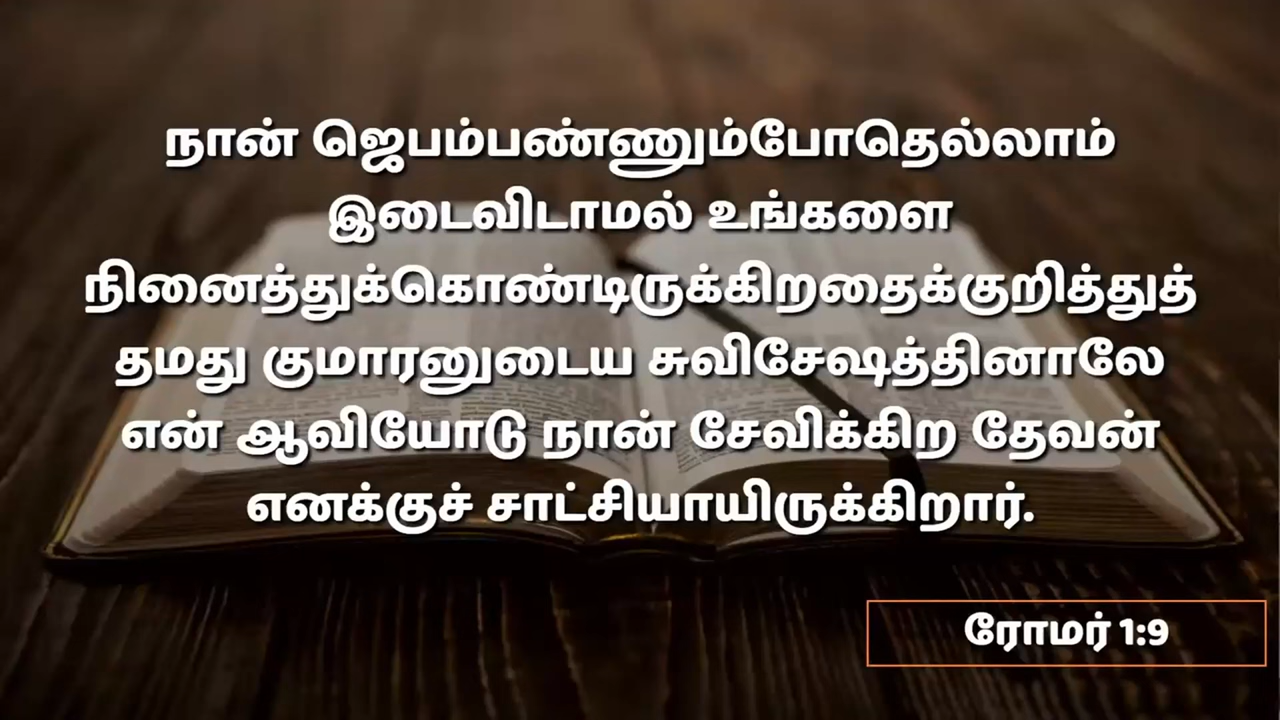 நான் ஜெபம்பண்ணும்போதெல்லாம்
இடைவிடாமல் உங்களை
நினைத்துக்கொண்டிருக்கிறதைக்குறித்துத்
தமது குமாரனுடைய சுவிசேஷத்தினாலே
என் ஆவியோடு நான் சேவிக்கிற தேவன்
எனக்குச் சாட்சியாயிருக்கிறார்.
ரோமர் 1:9